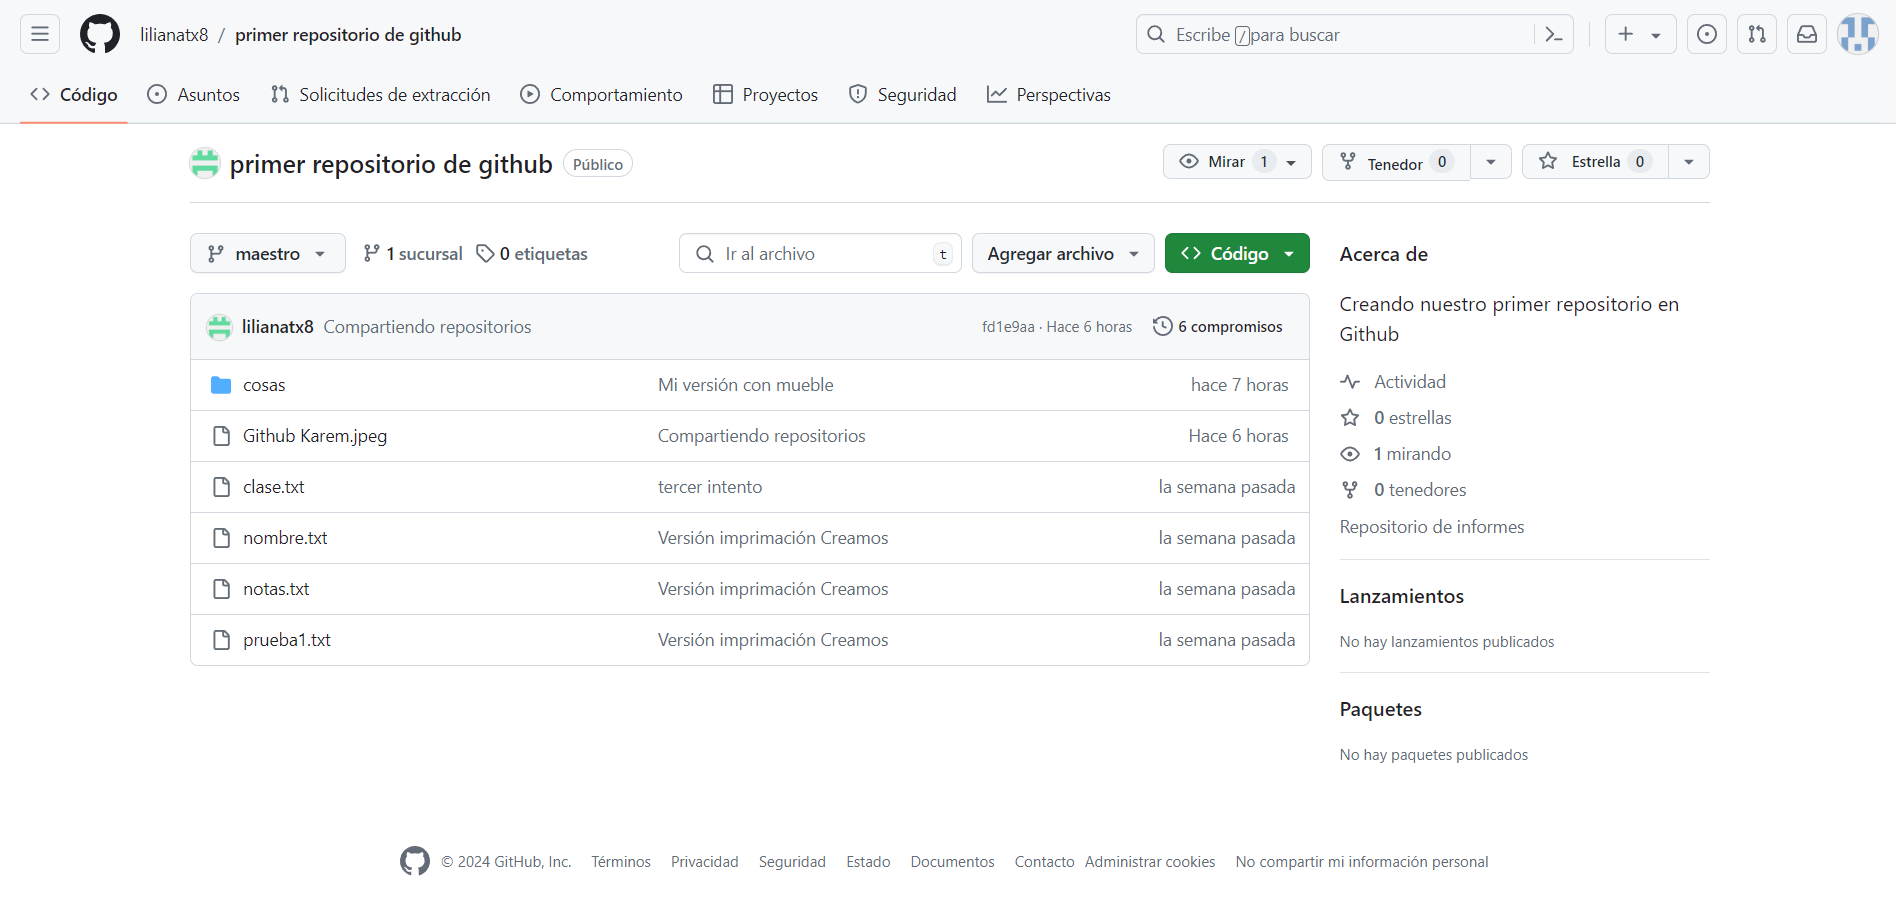 lilianatx8 / primer repositorio de github
Escribe / para buscar
Código Asuntos Solicitudes de extracción Comportamiento Proyectos Seguridad Perspectivas
primer repositorio de github Público
Mirar 1 Tenedor 0 Estrella 0
maestro 1 sucursal 0 etiquetas Ir al archivo t Agregar archivo Código
lilianatx8 Compartiendo repositorios fd1e9aa · Hace 6 horas 6 compromisos
cosas Mi versión con mueble hace 7 horas
Github Karem.jpeg Compartiendo repositorios Hace 6 horas
clase.txt tercer intento la semana pasada
nombre.txt Versión imprimación Creamos la semana pasada
notas.txt Versión imprimación Creamos la semana pasada
prueba1.txt Versión imprimación Creamos la semana pasada
Acerca de
Creando nuestro primer repositorio en
Github
Actividad
0 estrellas
1 mirando
0 tenedores
Repositorio de informes
Lanzamientos
No hay lanzamientos publicados
Paquetes
No hay paquetes publicados
© 2024 GitHub, Inc. Términos Privacidad Seguridad Estado Documentos Contacto Administrar cookies No compartir mi información personal